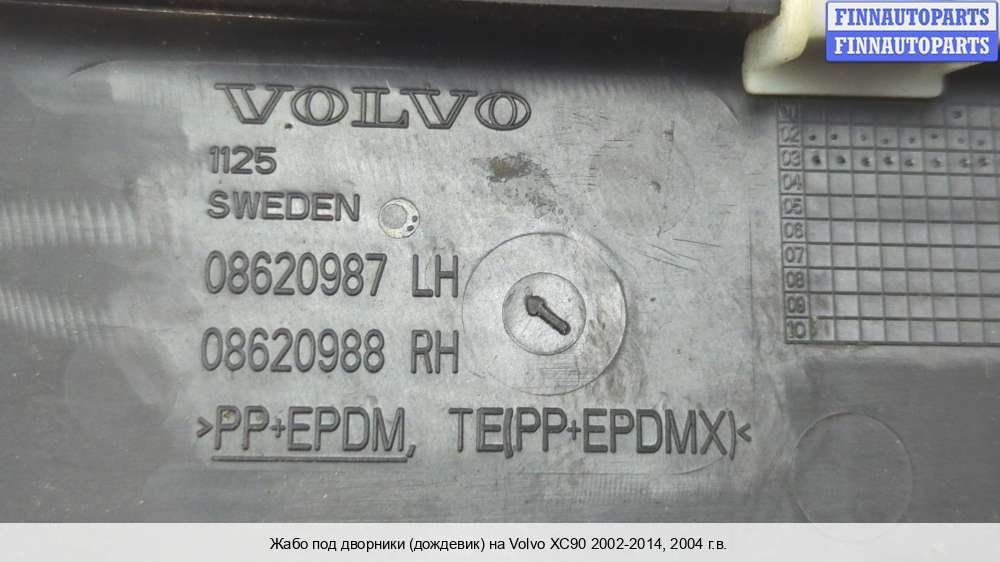 FINNAUTOPARTS
FINNAUTOPARTS
VOLVO
1125
SWEDEN
08620987 LH
08620988 RH
>PP+EPDM, TE(PP+EPDMX)<
01
02
03
04
05
06
07
08
09
10
Жабо под дворники (дождевик) на Volvo XC90 2002-2014, 2004 г.в.